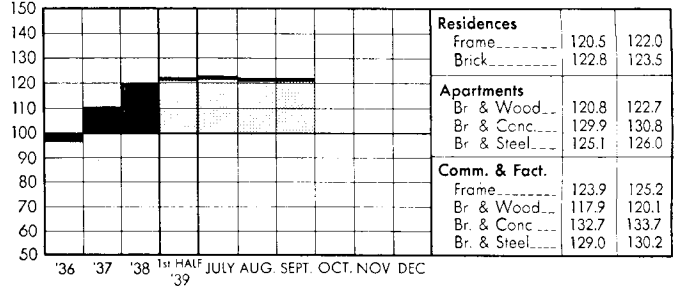 150
140
130
120
110
100
90
80
70
60
50
'36 '37 '38 1st HALF '39 JULY AUG. SEPT. OCT. NOV DEC
Residences
Frame 120.5 122.0
Brick 122.8 123.5
Apartments
Br & Wood 120.8 122.7
Br & Conc 129.9 130.8
Br & Steel 125.1 126.0
Comm. & Fact.
Frame 123.9 125.2
Br & Wood 117.9 120.1
Br. & Conc 132.7 133.7
Br. & Steel 129.0 130.2